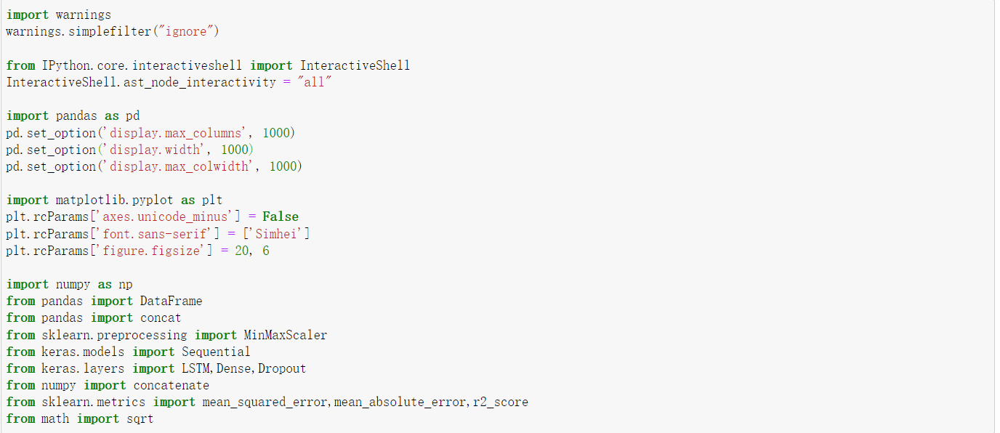 import warnings
warnings.simplefilter("ignore")
from IPython.core.interactiveshell import InteractiveShell
InteractiveShell.ast_node_interactivity = "all"
import pandas as pd
pd.set_option('display.max_columns', 1000)
pd.set_option('display.width', 1000)
pd.set_option('display.max_colwidth', 1000)
import matplotlib.pyplot as plt
plt.rcParams['axes.unicode_minus'] = False
plt.rcParams['font.sans-serif'] = ['Simhei']
plt.rcParams['figure.figsize'] = 20, 6
import numpy as np
from pandas import DataFrame
from pandas import concat
from sklearn.preprocessing import MinMaxScaler
from keras.models import Sequential
from keras.layers import LSTM,Dense,Dropout
from numpy import concatenate
from sklearn.metrics import mean_squared_error,mean_absolute_error,r2_score
from math import sqrt